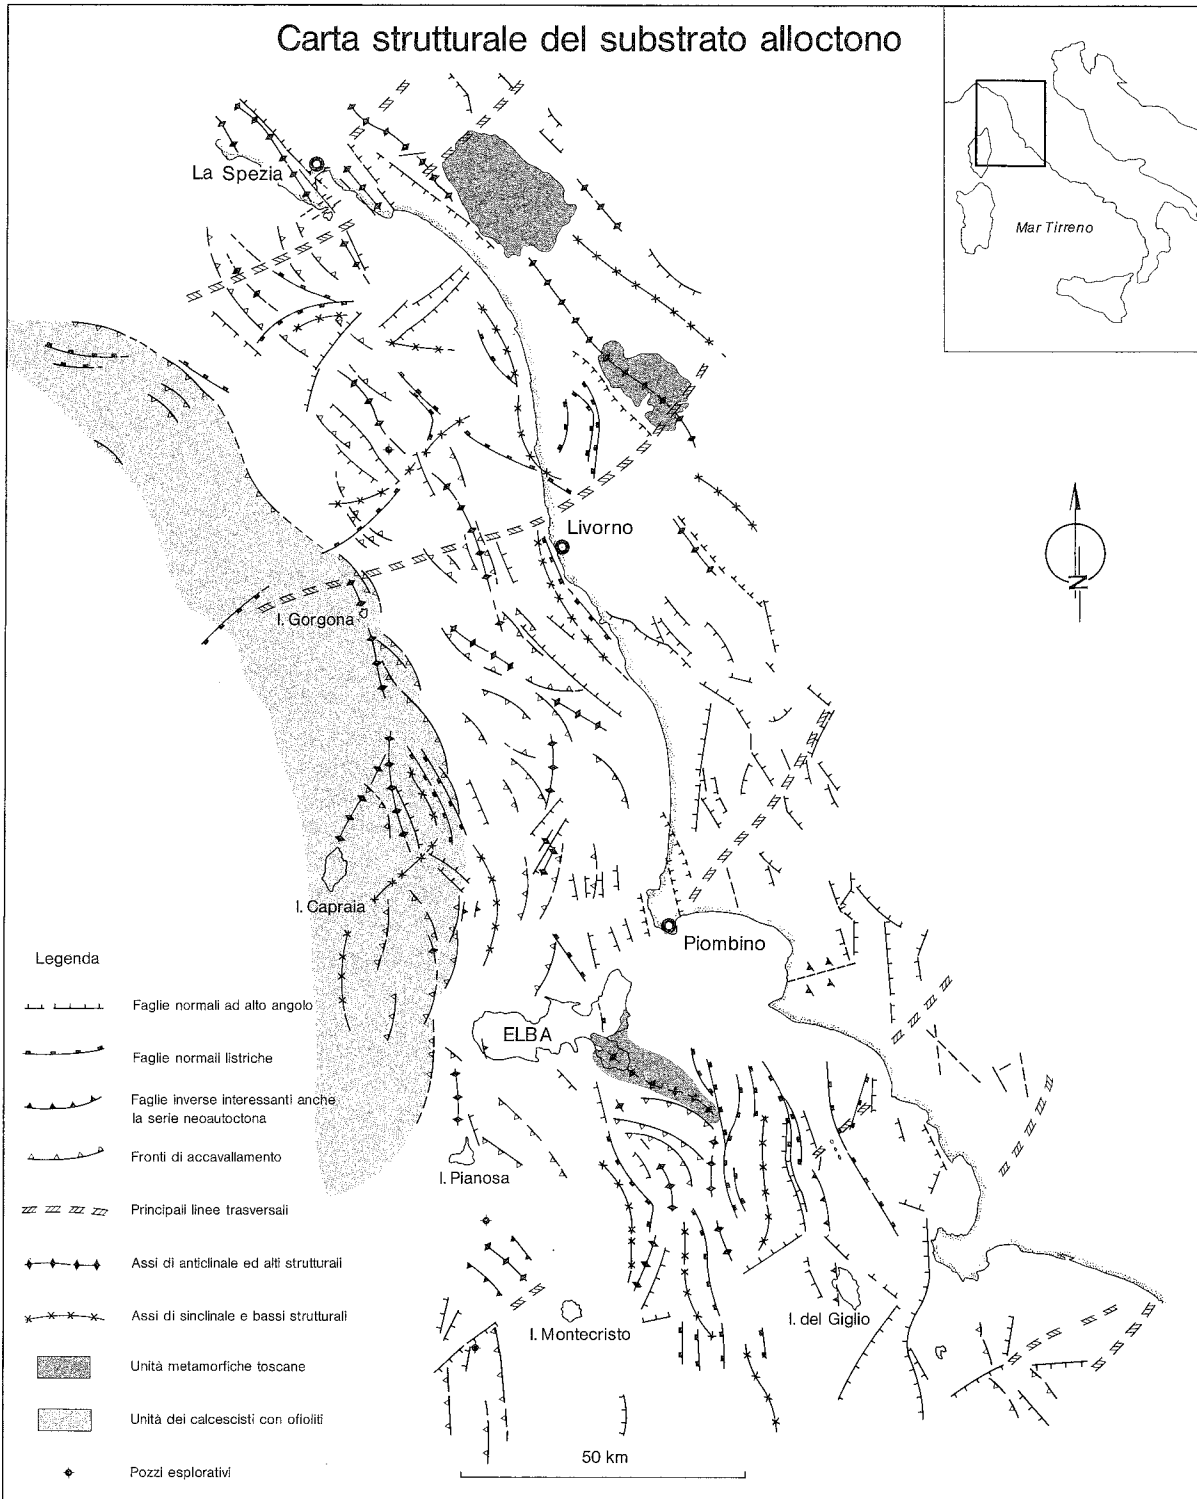 Carta strutturale del substrato alloctono
Mar Tirreno
La Spezia
Livorno
I. Gorgona
I. Capraia
Piombino
ELBA
I. Pianosa
I. Montecristo
I. del Giglio
N
Legenda
Faglie normali ad alto angolo
Faglie normali listriche
Faglie inverse interessanti anche
la serie neoautoctona
Fronti di accavallamento
Principali linee trasversali
Assi di anticlinale ed alti strutturali
Assi di sinclinale e bassi strutturali
Unità metamorfiche toscane
Unità dei calcescisti con ofioliti
Pozzi esplorativi
50 km